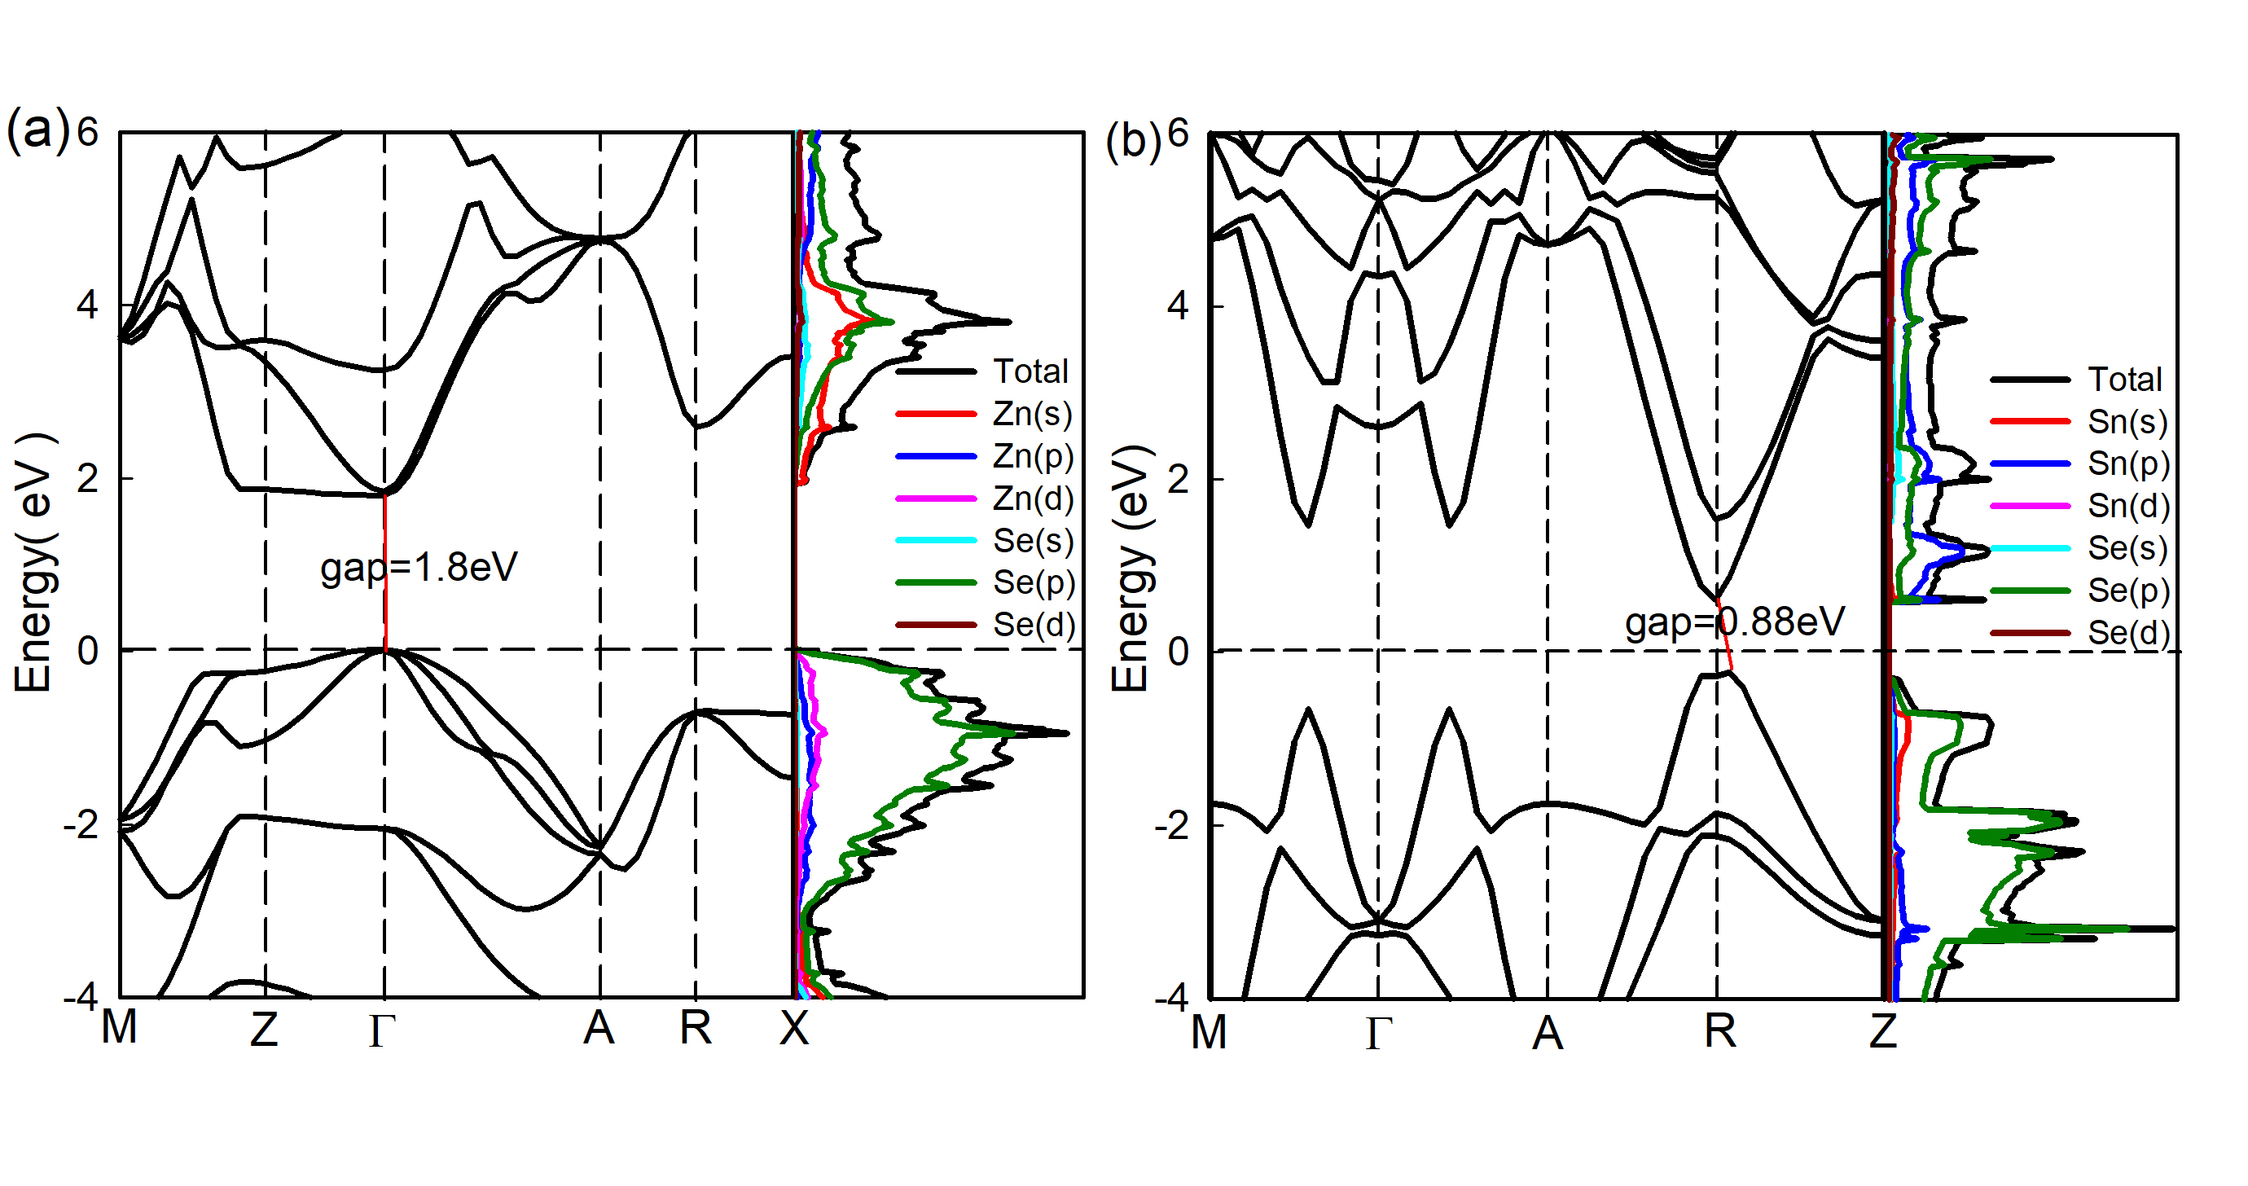 (a)
6
4
2
0
-2
-4
Energy( eV )
gap=1.8eV
M Z Γ A R X
Total
Zn(s)
Zn(p)
Zn(d)
Se(s)
Se(p)
Se(d)
(b)
6
4
2
0
-2
-4
Energy (eV)
gap=0.88eV
M Γ A R Z
Total
Sn(s)
Sn(p)
Sn(d)
Se(s)
Se(p)
Se(d)